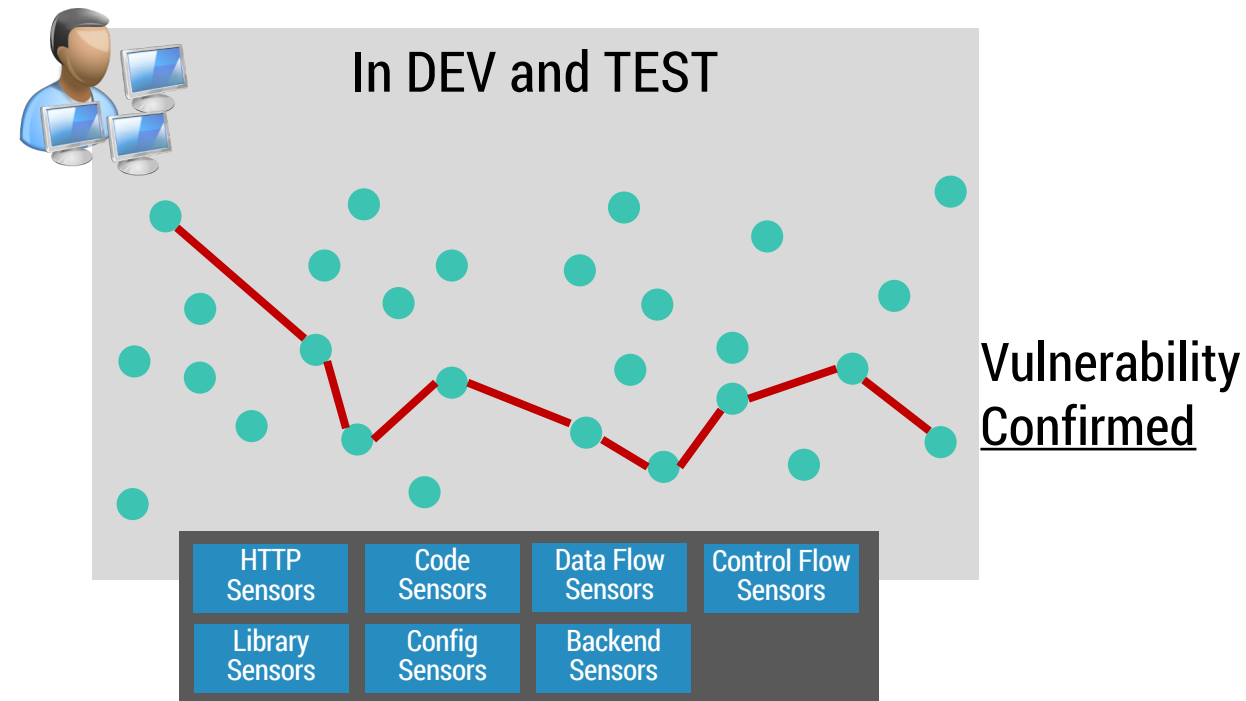 In DEV and TEST
Vulnerability
Confirmed
HTTP
Sensors
Code
Sensors
Data Flow
Sensors
Control Flow
Sensors
Library
Sensors
Config
Sensors
Backend
Sensors